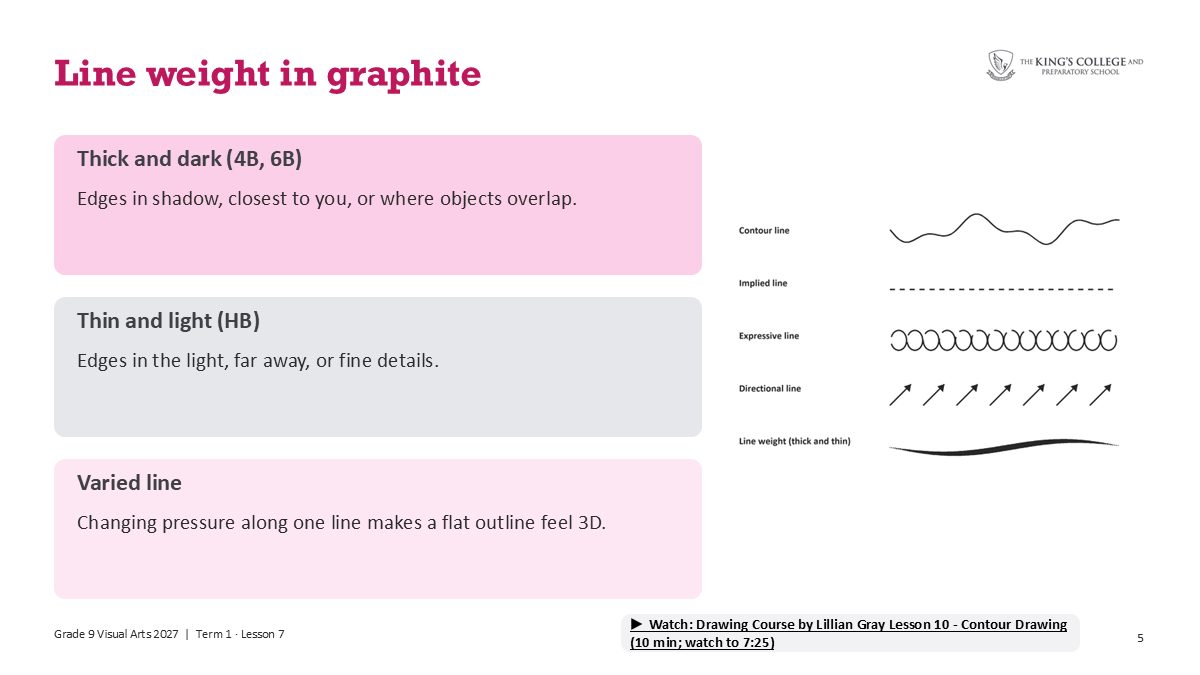 Line weight in graphite
THE KING'S COLLEGE AND
PREPARATORY SCHOOL
Thick and dark (4B, 6B)
Edges in shadow, closest to you, or where objects overlap.
Thin and light (HB)
Edges in the light, far away, or fine details.
Varied line
Changing pressure along one line makes a flat outline feel 3D.
Contour line
Implied line
Expressive line
Directional line
Line weight (thick and thin)
Grade 9 Visual Arts 2027 | Term 1 · Lesson 7
▶ Watch: Drawing Course by Lillian Gray Lesson 10 - Contour Drawing
(10 min; watch to 7:25)
5